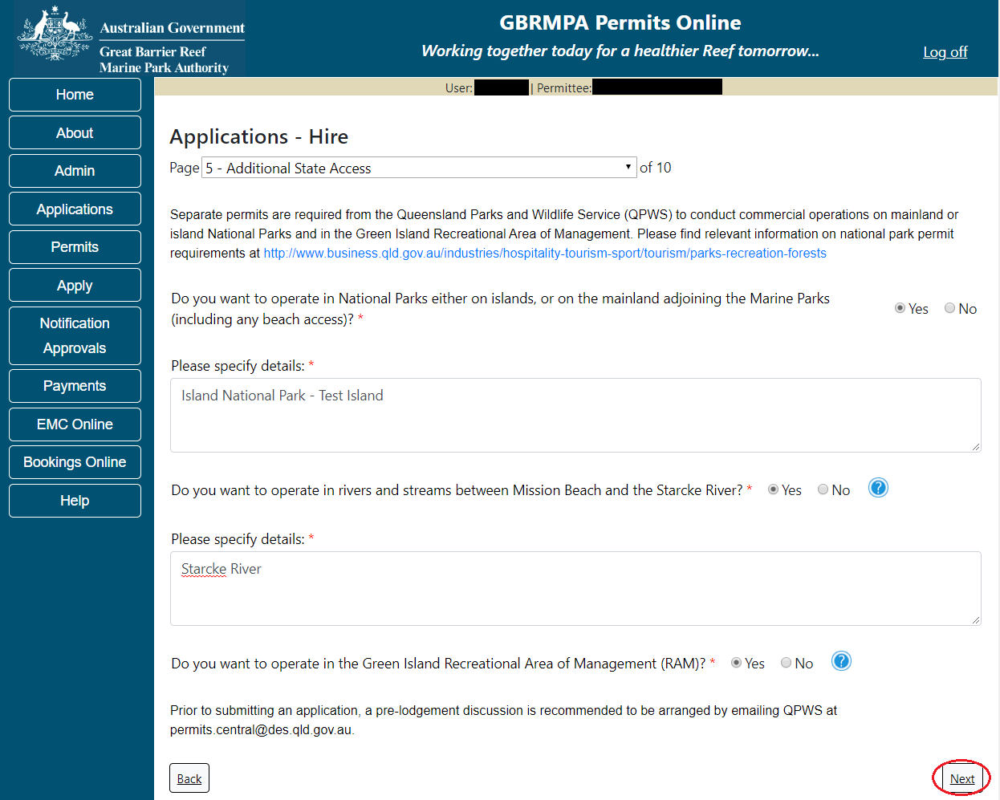 Australian Government
Great Barrier Reef
Marine Park Authority
GBRMPA Permits Online
Working together today for a healthier Reef tomorrow...
Log off
Home
About
Admin
Applications
Permits
Apply
Notification
Approvals
Payments
EMC Online
Bookings Online
Help
User: | Permittee:
Applications - Hire
Page 5 - Additional State Access of 10
Separate permits are required from the Queensland Parks and Wildlife Service (QPWS) to conduct commercial operations on mainland or
island National Parks and in the Green Island Recreational Area of Management. Please find relevant information on national park permit
requirements at http://www.business.qld.gov.au/industries/hospitality-tourism-sport/tourism/parks-recreation-forests
Do you want to operate in National Parks either on islands, or on the mainland adjoining the Marine Parks
(including any beach access)? *
Yes No
Please specify details: *
Island National Park - Test Island
Do you want to operate in rivers and streams between Mission Beach and the Starcke River? * Yes No ?
Please specify details: *
Starcke River
Do you want to operate in the Green Island Recreational Area of Management (RAM)? * Yes No ?
Prior to submitting an application, a pre-lodgement discussion is recommended to be arranged by emailing QPWS at
permits.central@des.qld.gov.au.
Back
Next